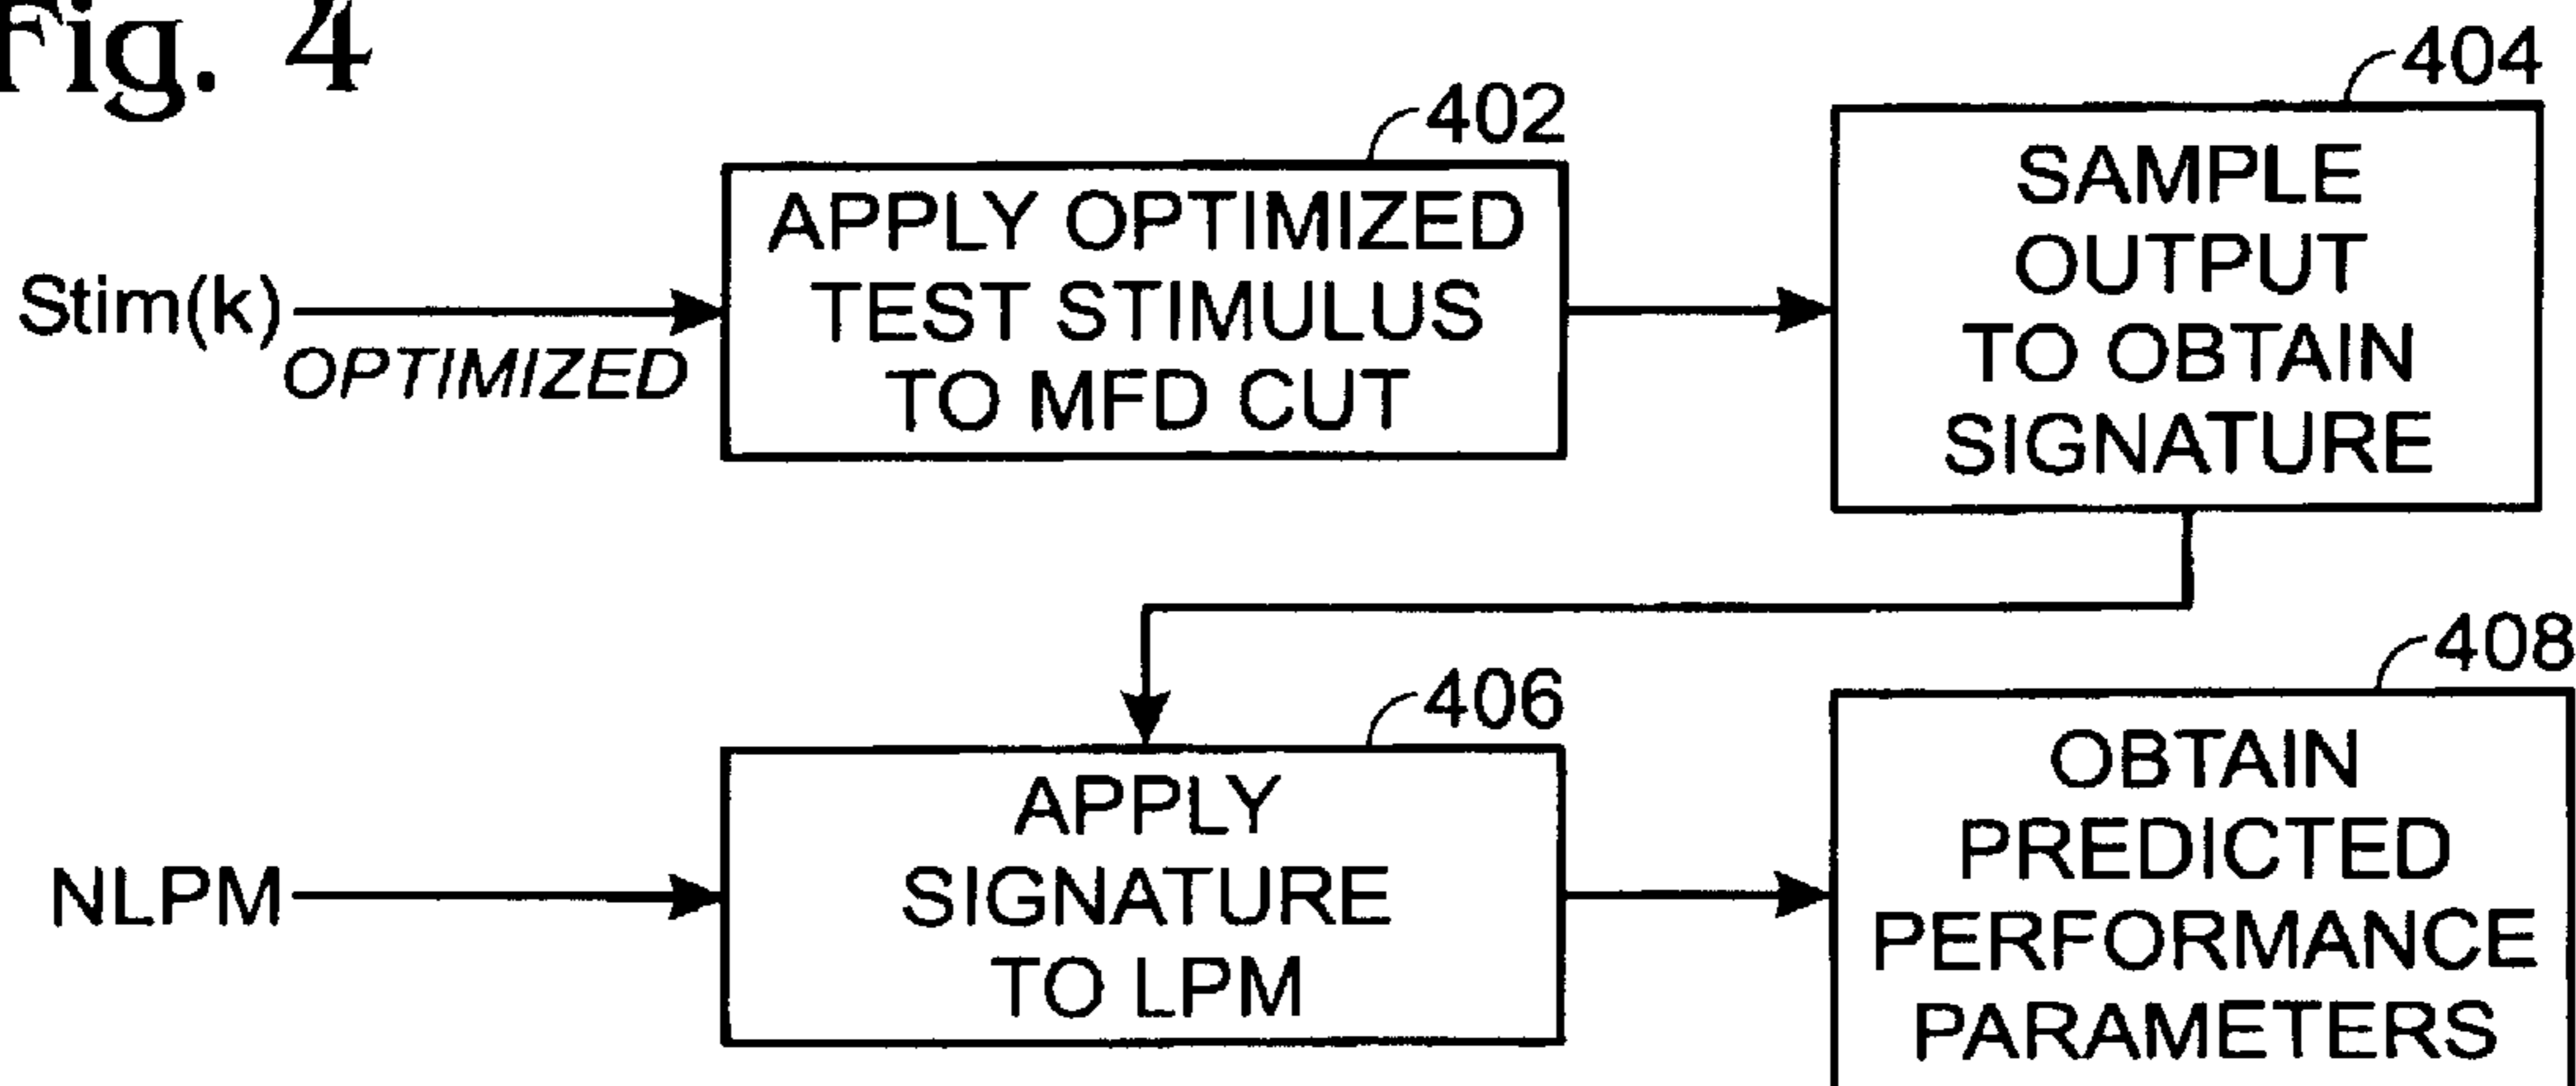 Fig. 4
402
404
Stim(k)
OPTIMIZED
APPLY OPTIMIZED
TEST STIMULUS
TO MFD CUT
SAMPLE
OUTPUT
TO OBTAIN
SIGNATURE
406
408
NLPM
APPLY
SIGNATURE
TO LPM
OBTAIN
PREDICTED
PERFORMANCE
PARAMETERS